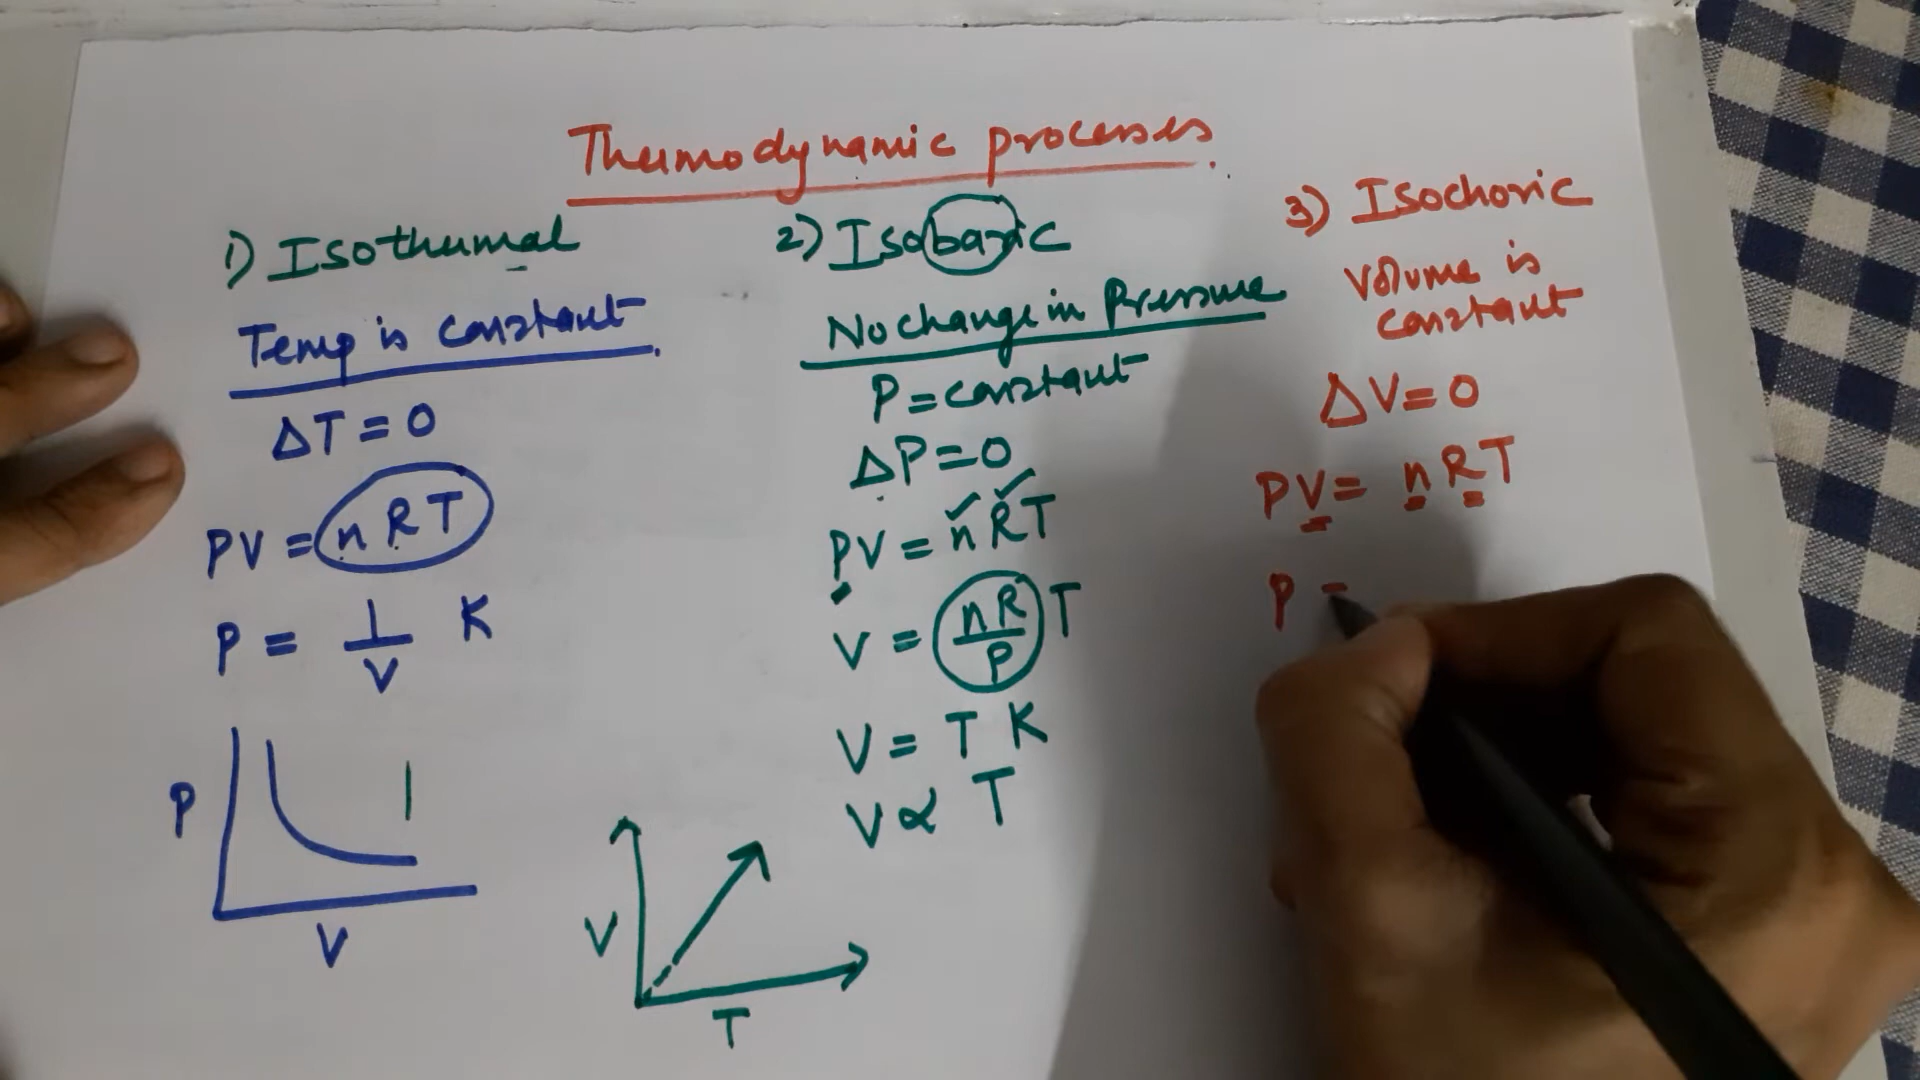 Thermodynamic processes
1) Isothermal
Temp is constant
ΔT = 0
PV = nRT
P = 1/V K
P
V
2) Isobaric
No change in Pressure
P = constant
ΔP = 0
PV = nRT
V = nR/P T
V = T K
V ∝ T
V
T
3) Isochoric
Volume is
constant
ΔV = 0
PV = nRT
P =